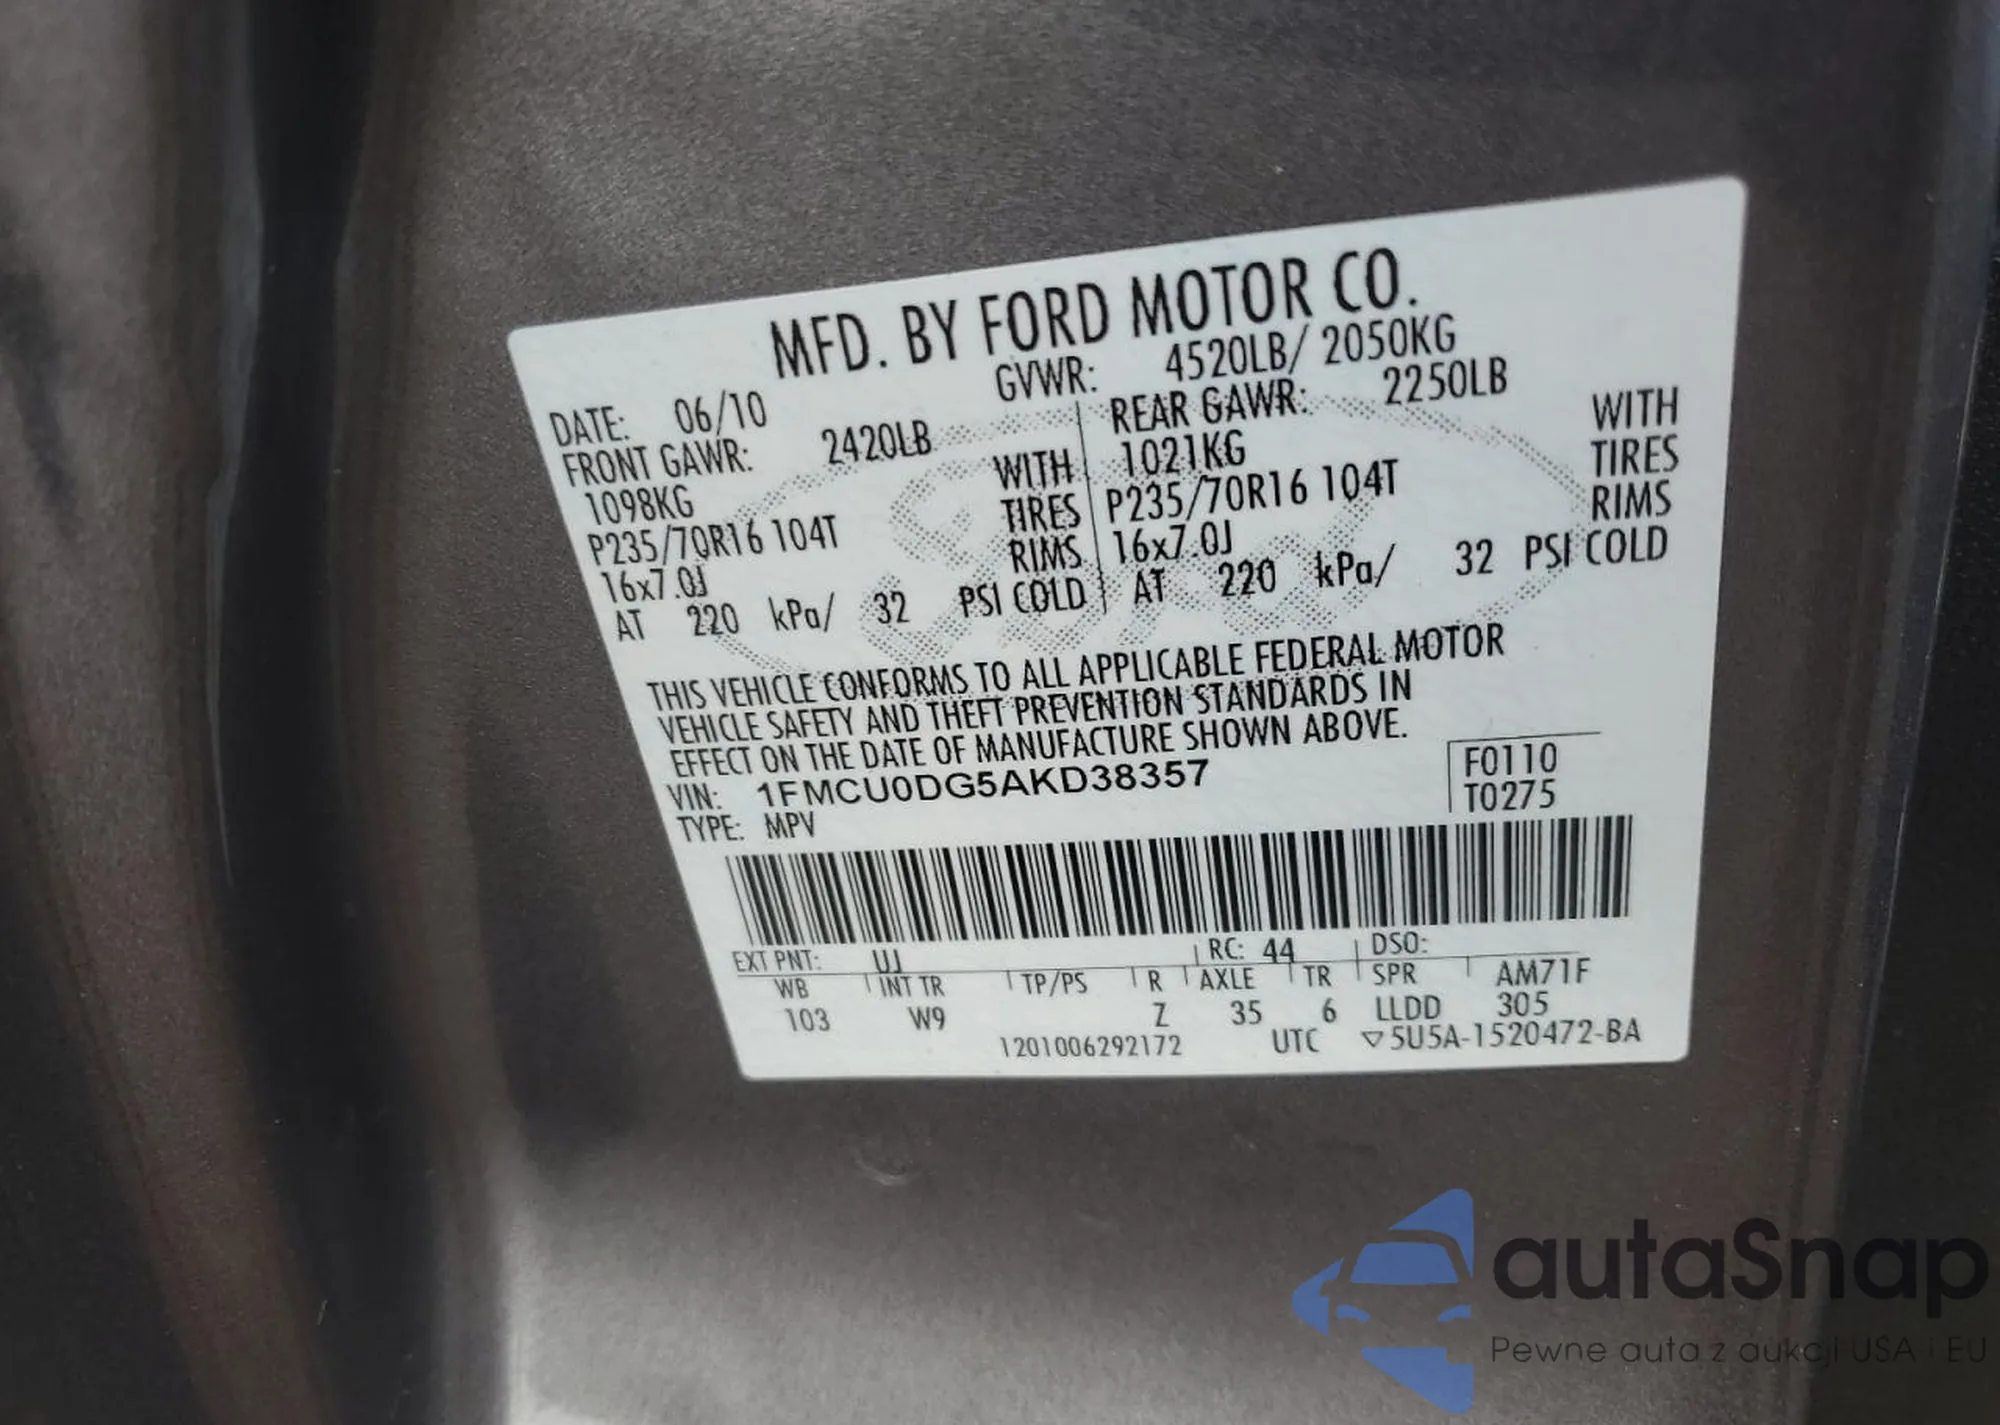 MFD. BY FORD MOTOR CO.
DATE: 06/10 GVWR: 4520LB/ 2050KG
FRONT GAWR: 2420LB REAR GAWR: 2250LB
1098KG WITH 1021KG WITH
P235/70R16 104T TIRES P235/70R16 104T TIRES
16x7.0J RIMS 16x7.0J RIMS
AT 220 kPa/ 32 PSI COLD AT 220 kPa/ 32 PSI COLD
THIS VEHICLE CONFORMS TO ALL APPLICABLE FEDERAL MOTOR
VEHICLE SAFETY AND THEFT PREVENTION STANDARDS IN
EFFECT ON THE DATE OF MANUFACTURE SHOWN ABOVE.
VIN: 1FMCU0DG5AKD38357 F0110
TYPE: MPV T0275
EXT PNT: UJ RC: 44 DSO:
WB INT TR TP/PS R AXLE TR SPR AM71F
103 W9 Z 35 6 LLDD 305
1201006292172 UTC ▽5U5A-1520472-BA
autaSnap
Pewne auta z aukcji USA i EU